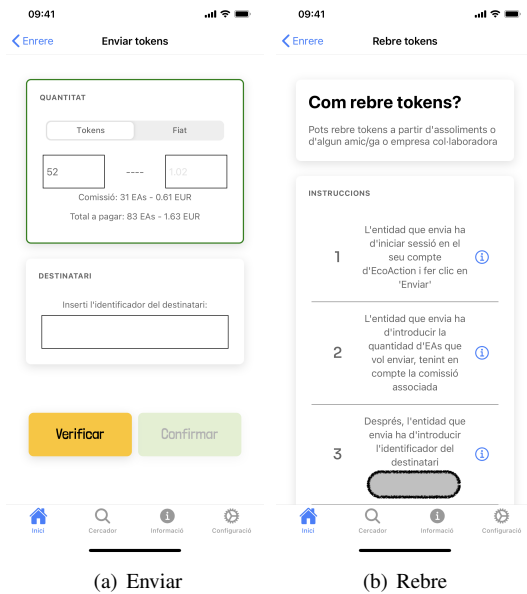 09:41
Enrere
Enviar tokens
QUANTITAT
Tokens
Fiat
52
----
1.02
Comissió: 31 EAs - 0.61 EUR
Total a pagar: 83 EAs - 1.63 EUR
DESTINATARI
Inserti l'identificador del destinatari:
Verificar
Confirmar
Inici
Cercador
Informació
Configuració
(a) Enviar
09:41
Enrere
Rebre tokens
Com rebre tokens?
Pots rebre tokens a partir d'assoliments o
d'algun amic/ga o empresa col·laboradora
INSTRUCCIONS
1
L'entidad que envia ha
d'iniciar sessió en el
seu compte
d'EcoAction i fer clic en
'Enviar'
2
L'entidad que envia ha
d'introducir la
quantidad d'EAs que
vol enviar, tenint en
compte la comissió
associada
3
Després, l'entidad que
envia ha d'introducir
l'identificador del
destinatari
Inici
Cercador
Informació
Configuració
(b) Rebre